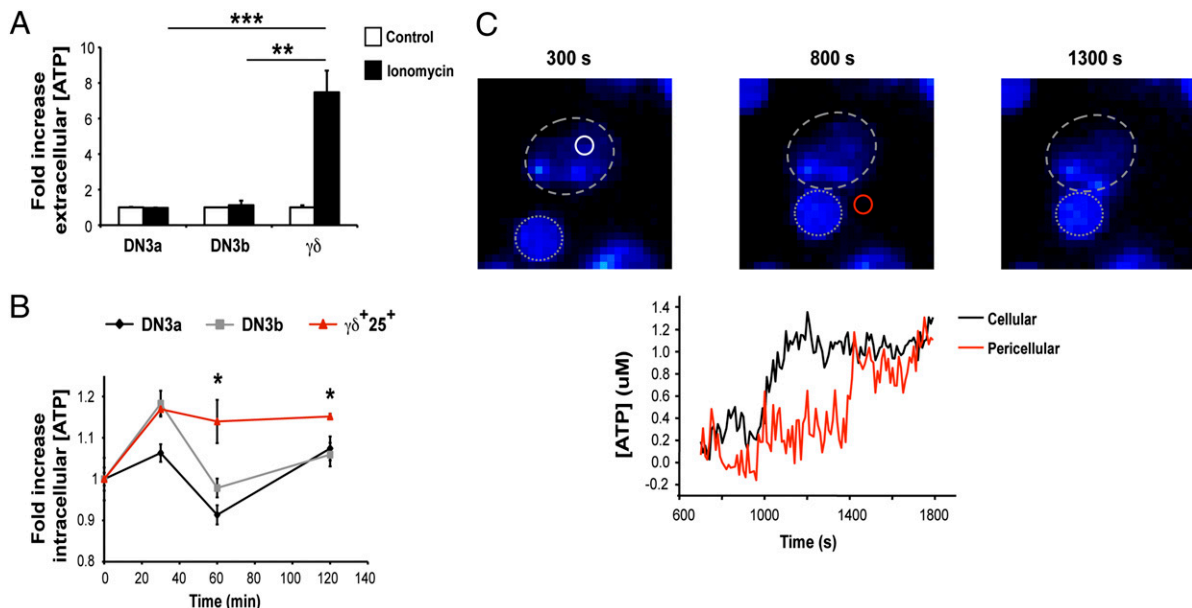 A
***
**
Control
Ionomycin
Fold increase
extracellular [ATP]
10
8
6
4
2
0
DN3a
DN3b
γδ
B
DN3a
DN3b
γδ+25+
Fold increase
intracellular [ATP]
1.2
1.1
1
0.9
0.8
*
*
0
20
40
60
80
100
120
140
Time (min)
C
300 s
800 s
1300 s
[ATP] (uM)
1.4
1.2
1.0
0.8
0.6
0.4
0.2
0.0
-0.2
Cellular
Pericellular
600
1000
1400
1800
Time (s)